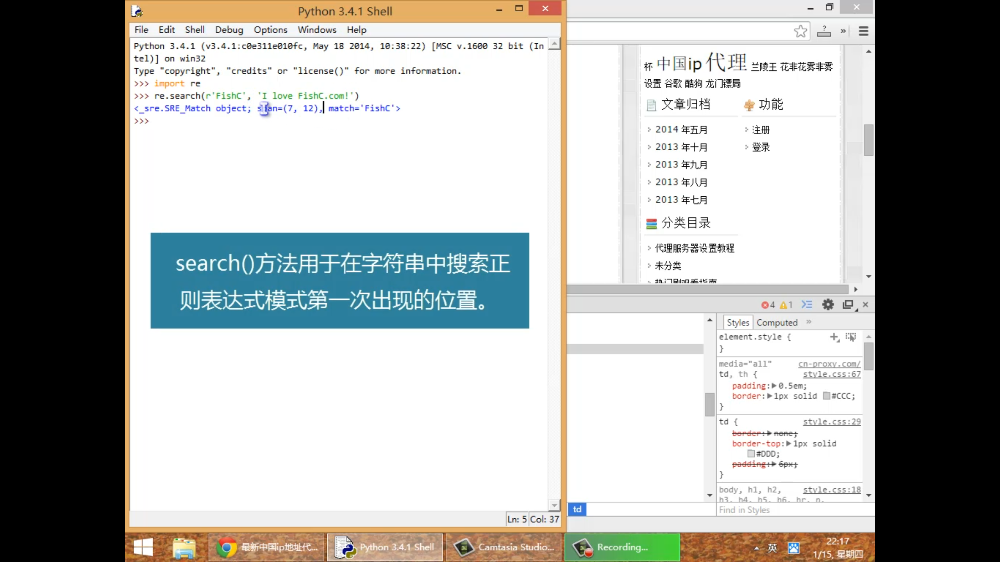 Python 3.4.1 Shell
File Edit Shell Debug Options Windows Help
Python 3.4.1 (v3.4.1:c0e311e010fc, May 18 2014, 10:38:22) [MSC v.1600 32 bit (In
tel)] on win32
Type "copyright", "credits" or "license()" for more information.
>>> import re
>>> re.search(r'FishC', 'I love FishC.com!')
<_sre.SRE_Match object; span=(7, 12), match='FishC'>
>>>
search()方法用于在字符串中搜索正
则表达式模式第一次出现的位置。
Ln: 5 Col: 37
杯 中国ip 代理 兰陵王 花非花雾非雾
设置 谷歌 酷狗 龙门镖局
文章归档
2014 年五月
2013 年十月
2013 年九月
2013 年八月
2013 年七月
功能
注册
登录
分类目录
代理服务器设置教程
未分类
热门剧观看指南
4 1
Styles Computed »
element.style {
}
media="all" cn-proxy.com/
td, th { style.css:67
padding: 0.5em;
border: 1px solid #CCC;
}
td { style.css:29
border: none;
border-top: 1px solid
#DDD;
padding: 6px;
}
body, h1, h2, style.css:18
h3, h4, h5, h6, hr, p,
td
Find in Styles
最新中国ip地址代...
Python 3.4.1 Shell
Camtasia Studio...
Recording...
英
22:17
1/15, 星期四